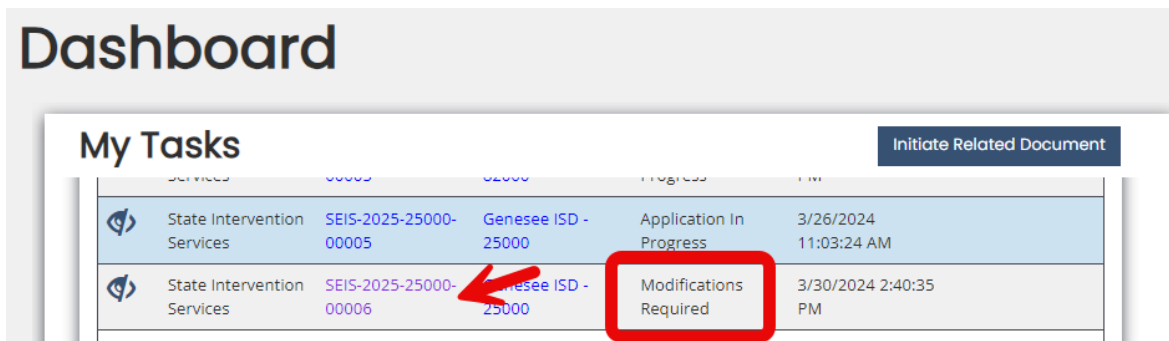 Dashboard
My Tasks
Initiate Related Document
State Intervention SEIS-2025-25000- Genesee ISD - Application In 3/26/2024
Services 00005 25000 Progress 11:03:24 AM
State Intervention SEIS-2025-25000- Genesee ISD - Modifications 3/30/2024 2:40:35
Services 00006 25000 Required PM